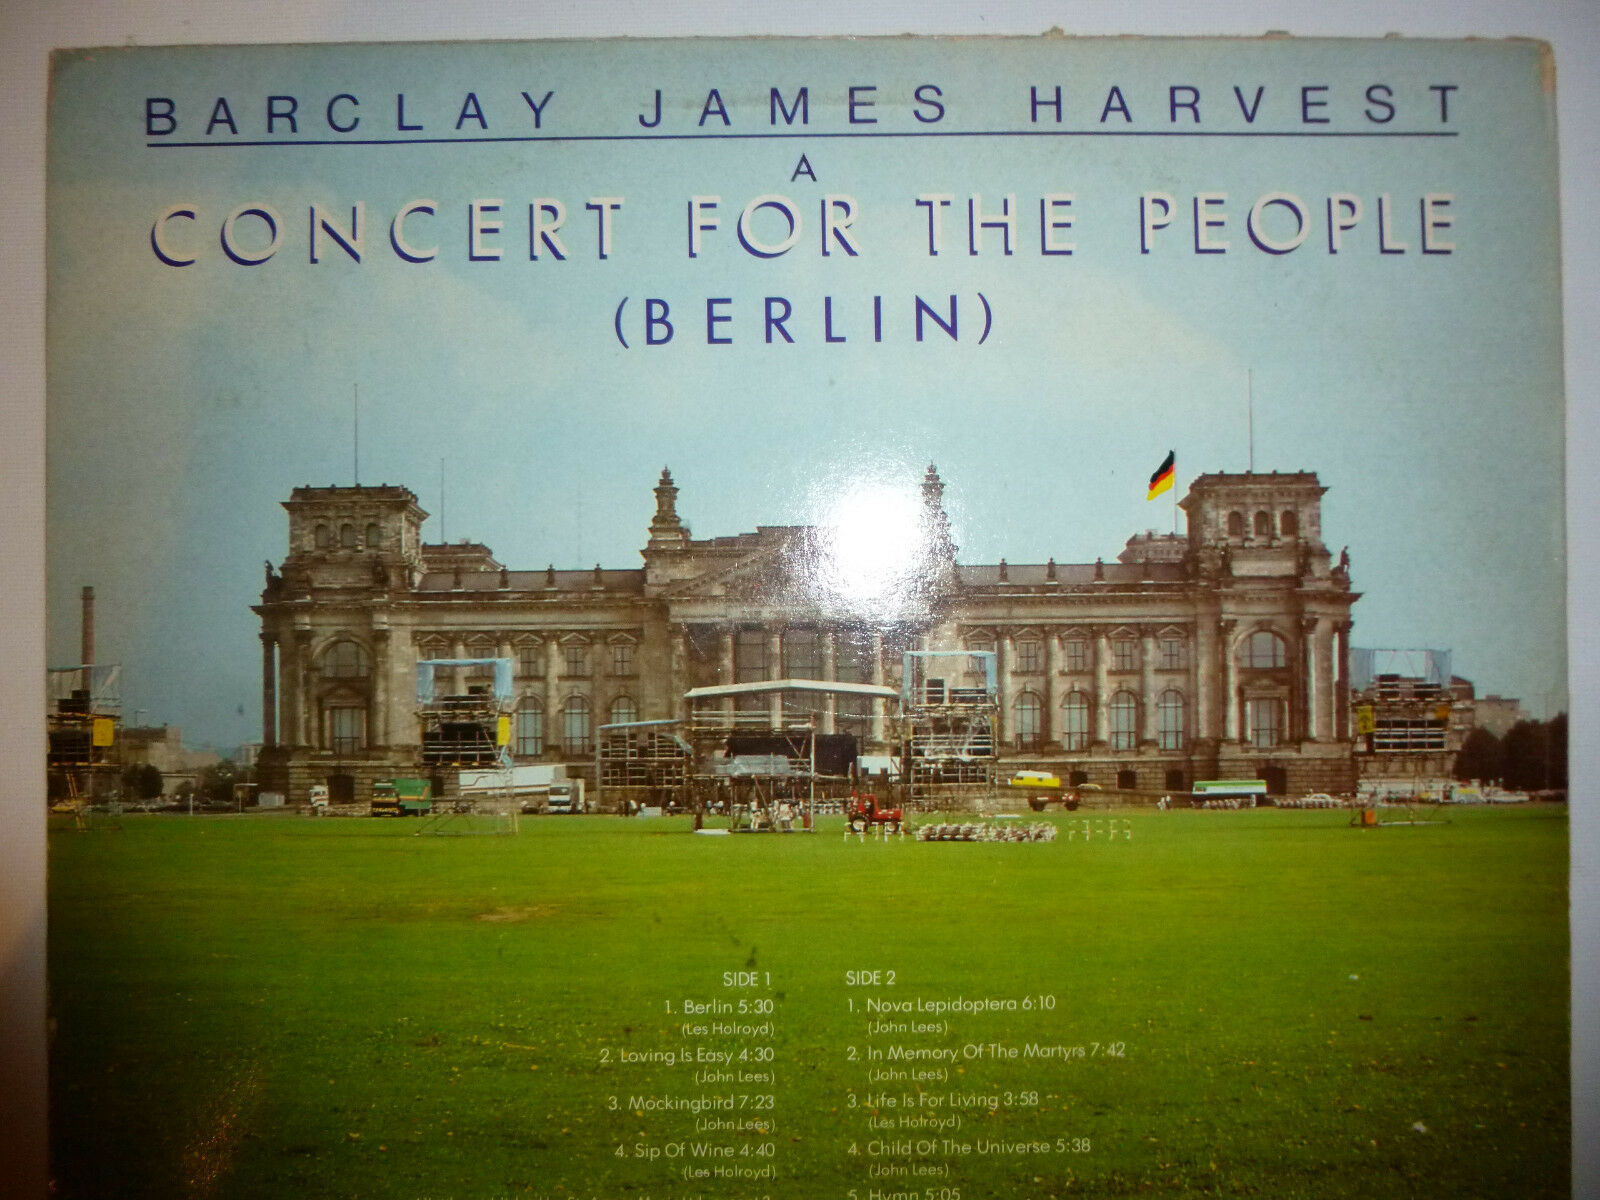 BARCLAY JAMES HARVEST
A
CONCERT FOR THE PEOPLE
(BERLIN)
SIDE 1
1. Berlin 5:30
(Les Holroyd)
2. Loving Is Easy 4:30
(John Lees)
3. Mockingbird 7:23
(John Lees)
4. Sip Of Wine 4:40
(Les Holroyd)
SIDE 2
1. Nova Lepidoptera 6:10
(John Lees)
2. In Memory Of The Martyrs 7:42
(John Lees)
3. Life Is For Living 3:58
(Les Holroyd)
4. Child Of The Universe 5:38
(John Lees)
5. Hymn 5:05